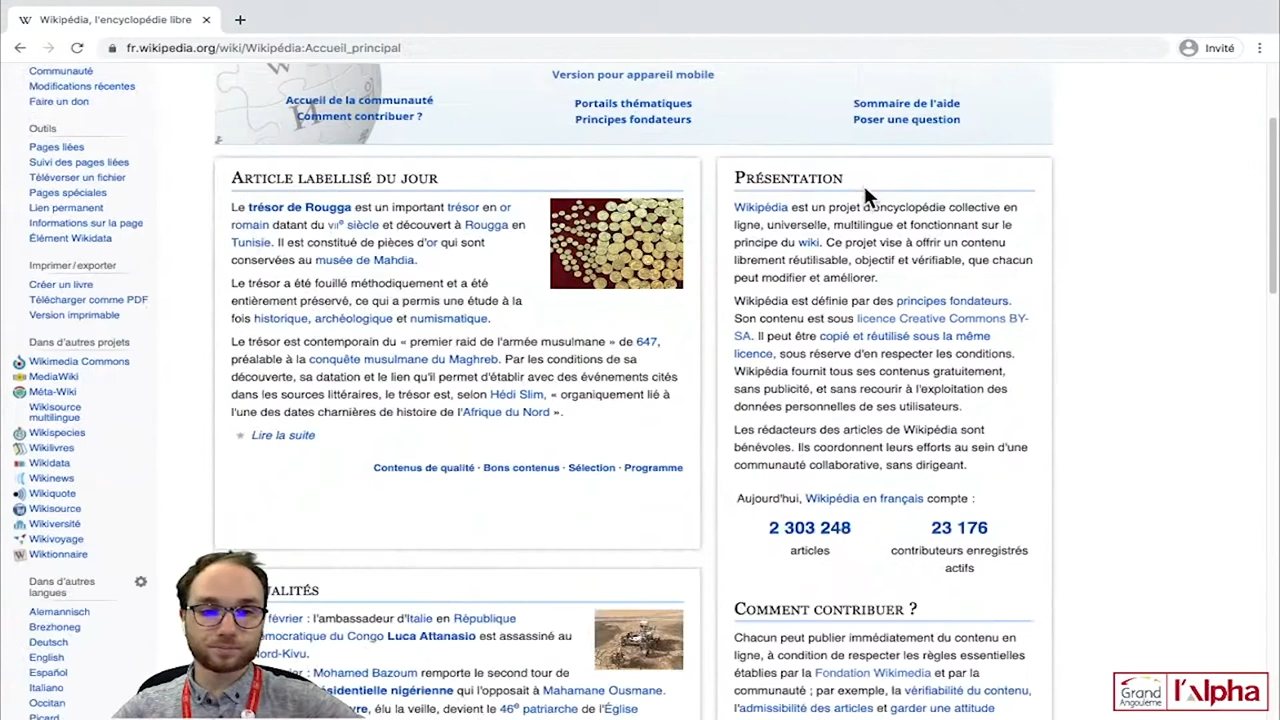 Wikipédia, l'encyclopédie libre
fr.wikipedia.org/wiki/Wikipédia:Accueil_principal
Invité
Communauté
Modifications récentes
Faire un don
Outils
Pages liées
Suivi des pages liées
Téléverser un fichier
Pages spéciales
Lien permanent
Informations sur la page
Élément Wikidata
Imprimer/exporter
Créer un livre
Télécharger comme PDF
Version imprimable
Dans d'autres projets
Wikimedia Commons
MediaWiki
Méta-Wiki
Wikisource
multilingue
Wikispecies
Wikilivres
Wikidata
Wikinews
Wikiquote
Wikisource
Wikiversité
Wikivoyage
Wiktionnaire
Dans d'autres
langues
Alemannisch
Brezhoneg
Deutsch
English
Español
Italiano
Occitan
Picard
Version pour appareil mobile
Accueil de la communauté
Comment contribuer ?
Portails thématiques
Principes fondateurs
Sommaire de l'aide
Poser une question
Article labellisé du jour
Le trésor de Rougga est un important trésor en or
romain datant du VIIe siècle et découvert à Rougga en
Tunisie. Il est constitué de pièces d'or qui sont
conservées au musée de Mahdia.
Le trésor a été fouillé méthodiquement et a été
entièrement préservé, ce qui a permis une étude à la
fois historique, archéologique et numismatique.
Le trésor est contemporain du « premier raid de l'armée musulmane » de 647,
préalable à la conquête musulmane du Maghreb. Par les conditions de sa
découverte, sa datation et le lien qu'il permet d'établir avec des événements cités
dans les sources littéraires, le trésor est, selon Hédi Slim, « organiquement lié à
l'une des dates charnières de histoire de l'Afrique du Nord ».
Lire la suite
Contenus de qualité · Bons contenus · Sélection · Programme
ualités
février : l'ambassadeur d'Italie en République
émocratique du Congo Luca Attanasio est assassiné au
Nord-Kivu.
er : Mohamed Bazoum remporte le second tour de
ésidentielle nigérienne qui l'opposait à Mahamane Ousmane.
élu la veille, devient le 46e patriarche de l'Église
Présentation
Wikipédia est un projet d'encyclopédie collective en
ligne, universelle, multilingue et fonctionnant sur le
principe du wiki. Ce projet vise à offrir un contenu
librement réutilisable, objectif et vérifiable, que chacun
peut modifier et améliorer.
Wikipédia est définie par des principes fondateurs.
Son contenu est sous licence Creative Commons BY-
SA. Il peut être copié et réutilisé sous la même
licence, sous réserve d'en respecter les conditions.
Wikipédia fournit tous ses contenus gratuitement,
sans publicité, et sans recourir à l'exploitation des
données personnelles de ses utilisateurs.
Les rédacteurs des articles de Wikipédia sont
bénévoles. Ils coordonnent leurs efforts au sein d'une
communauté collaborative, sans dirigeant.
Aujourd'hui, Wikipédia en français compte :
2 303 248
articles
23 176
contributeurs enregistrés
actifs
Comment contribuer ?
Chacun peut publier immédiatement du contenu en
ligne, à condition de respecter les règles essentielles
établies par la Fondation Wikimedia et par la
communauté ; par exemple, la vérifiabilité du contenu,
l'admissibilité des articles et garder une attitude
Grand
Angoulême
l'Alpha